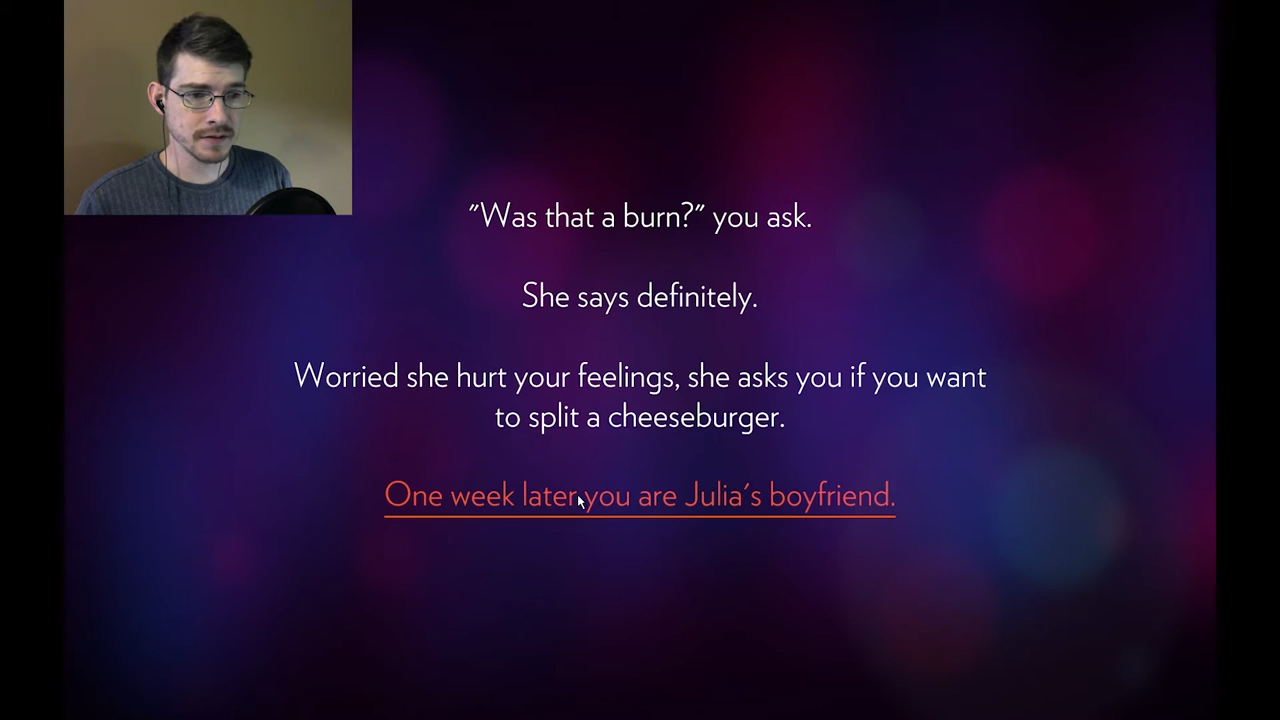 "Was that a burn?" you ask.
She says definitely.
Worried she hurt your feelings, she asks you if you want
to split a cheeseburger.
One week later you are Julia's boyfriend.